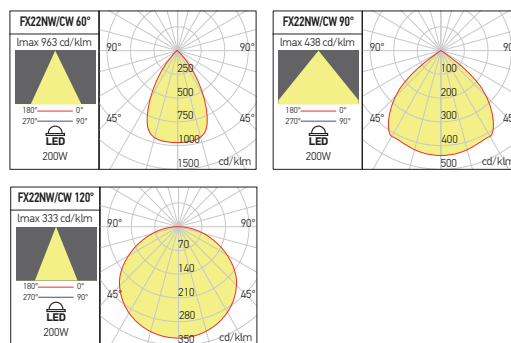 FX22NW/CW 60°
lmax 963 cd/klm
180° 0°
270° 90°
LED
200W
90° 90°
250
500
45° 750 45°
1000
1500 cd/klm
FX22NW/CW 90°
lmax 438 cd/klm
180° 0°
270° 90°
LED
200W
90° 90°
100
200
300
45° 400 45°
500 cd/klm
FX22NW/CW 120°
lmax 333 cd/klm
180° 0°
270° 90°
LED
200W
90° 90°
70
140
210
45° 45°
280
350 cd/klm